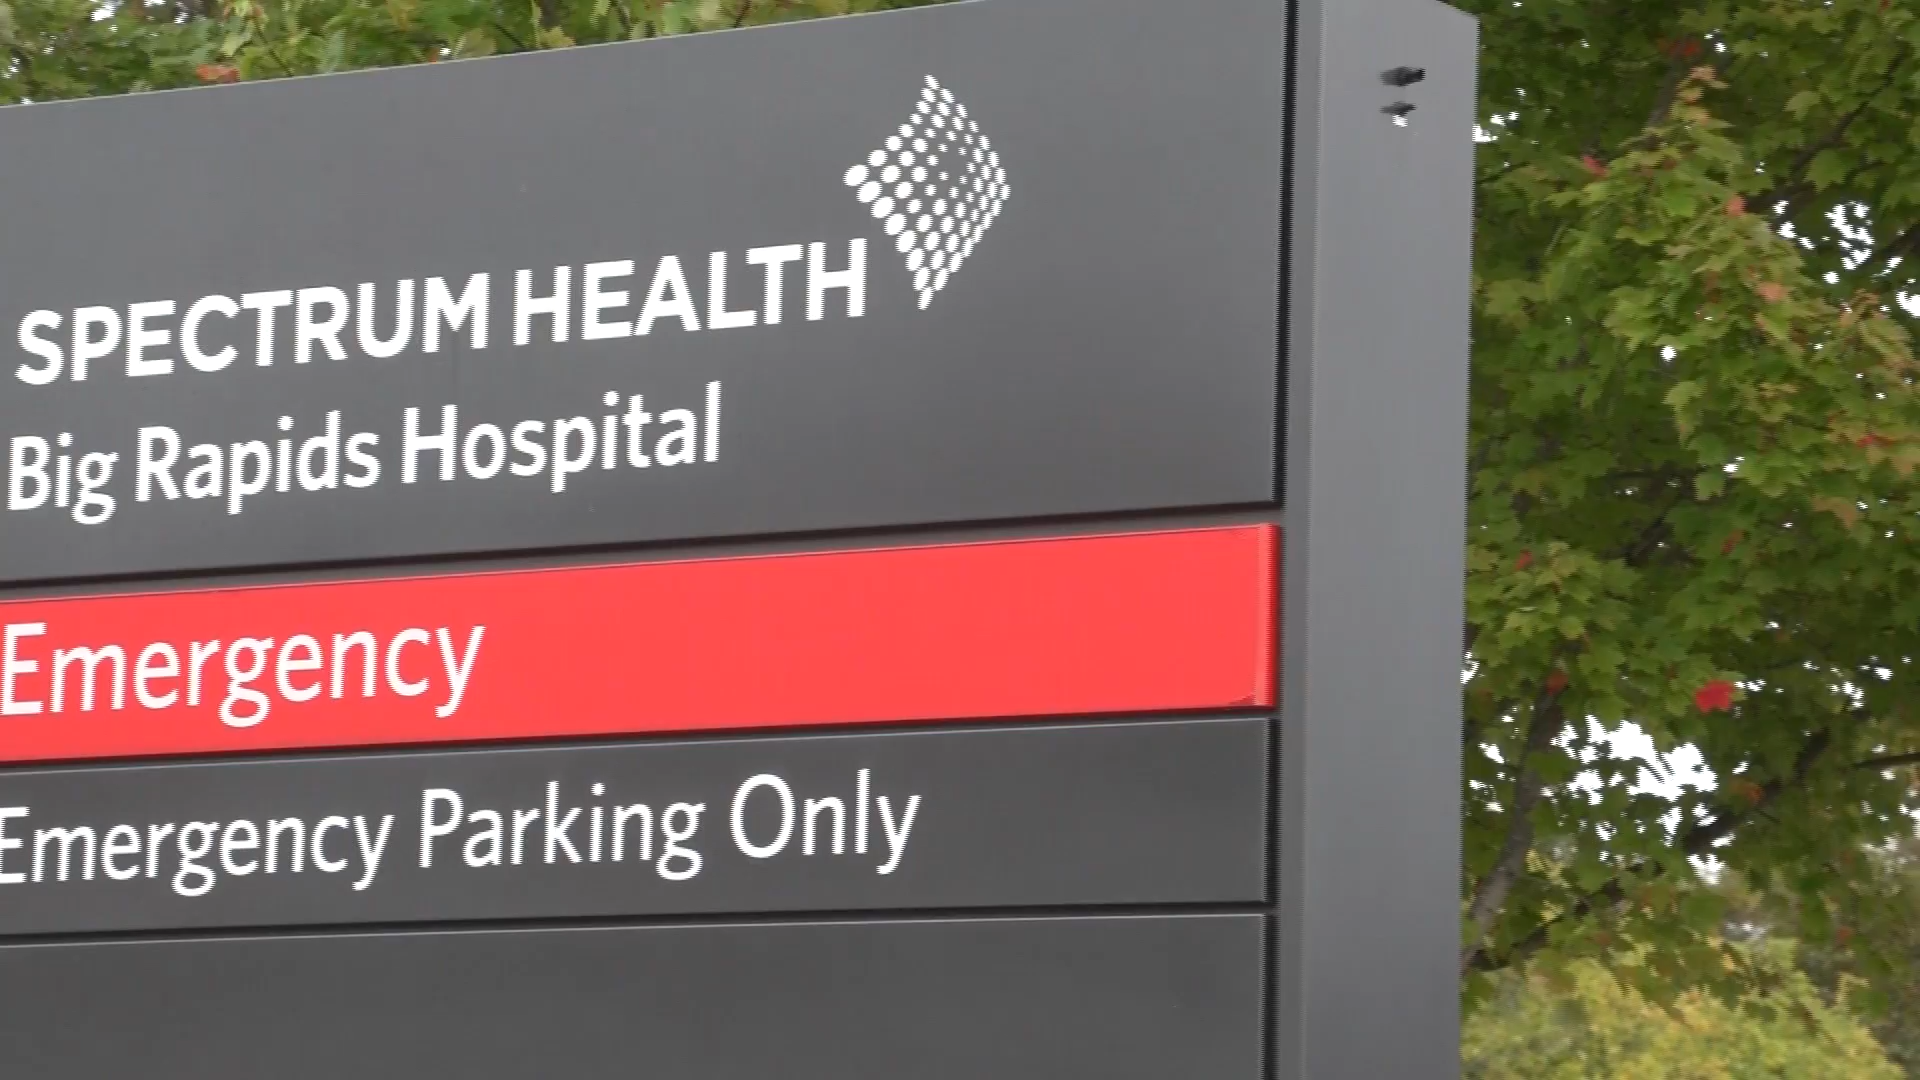 SPECTRUM HEALTH
Big Rapids Hospital
Emergency
Emergency Parking Only